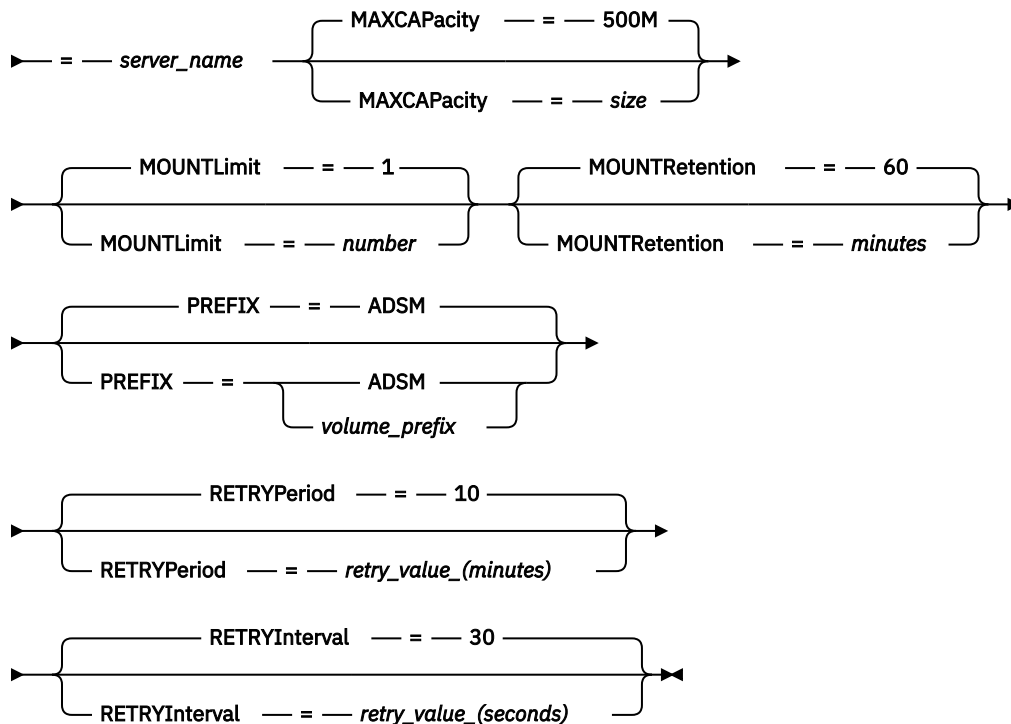 MAXCAPacity = 500M
= server_name
MAXCAPacity = size
MOUNTLimit = 1 MOUNTRetention = 60
MOUNTLimit = number MOUNTRetention = minutes
PREFIX = ADSM
PREFIX = ADSM
volume_prefix
RETRYPeriod = 10
RETRYPeriod = retry_value_(minutes)
RETRYInterval = 30
RETRYInterval = retry_value_(seconds)